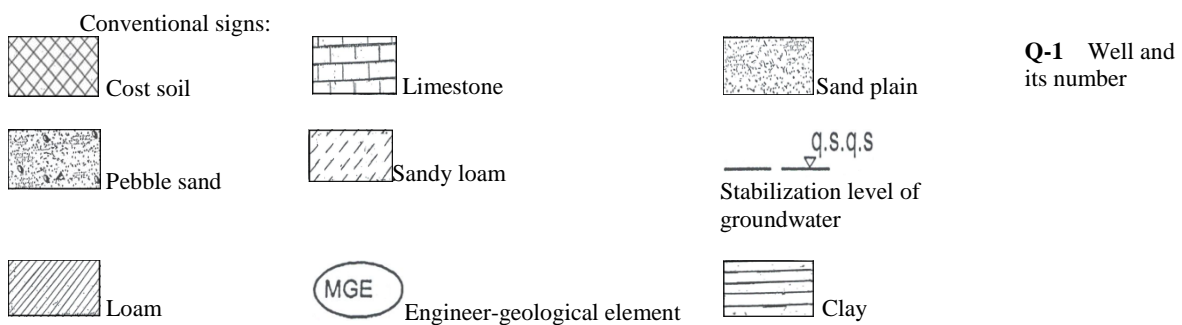 Conventional signs:
Cost soil
Limestone
Sand plain
Q-1 Well and
its number
Pebble sand
Sandy loam
q.s.q.s
Stabilization level of
groundwater
Loam
MGE
Engineer-geological element
Clay